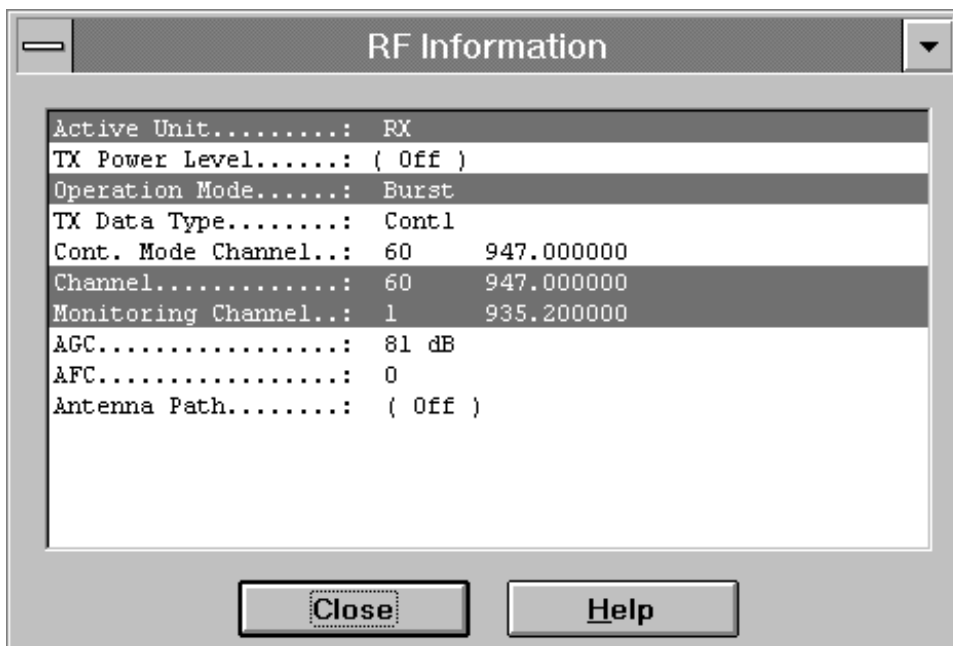 RF Information
Active Unit.........: RX
TX Power Level......: ( Off )
Operation Mode......: Burst
TX Data Type........: Cont1
Cont. Mode Channel..: 60 947.000000
Channel.............: 60 947.000000
Monitoring Channel..: 1 935.200000
AGC.................: 81 dB
AFC.................: 0
Antenna Path........: ( Off )
Close Help